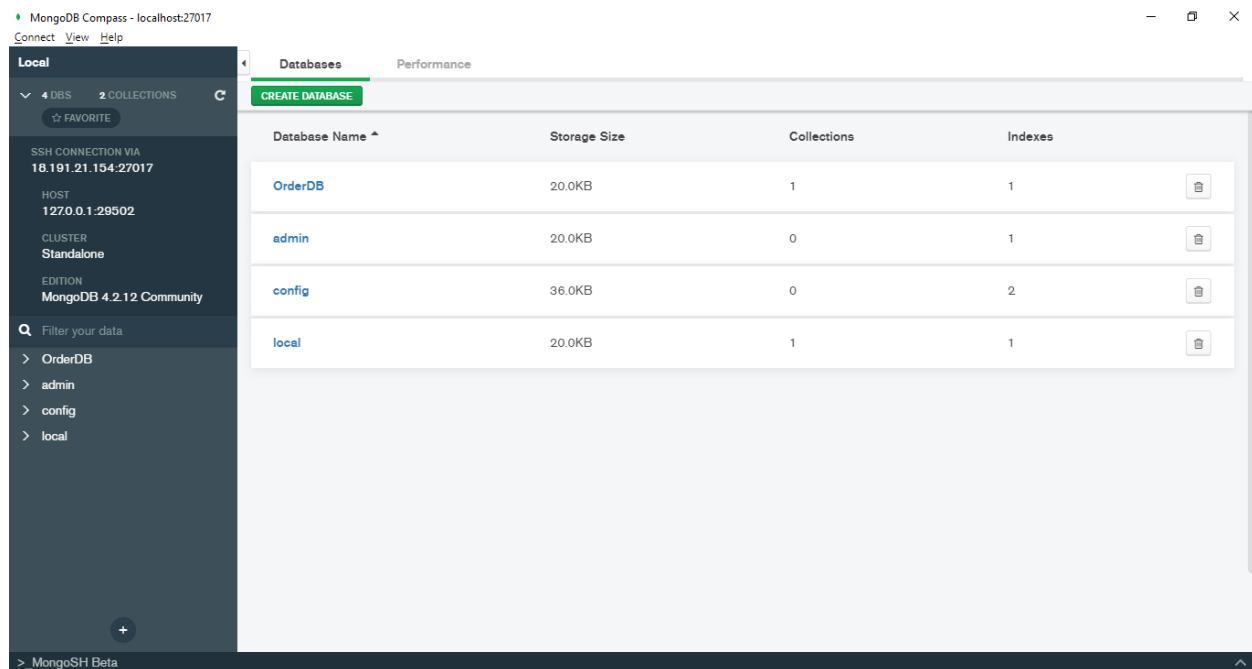 MongoDB Compass - localhost:27017
Connect View Help
Local
4 DBS 2 COLLECTIONS
☆ FAVORITE
SSH CONNECTION VIA
18.191.21.154:27017
HOST
127.0.0.1:29502
CLUSTER
Standalone
EDITION
MongoDB 4.2.12 Community
Filter your data
OrderDB
admin
config
local
>_MongoSH Beta
Databases Performance
CREATE DATABASE
Database Name Storage Size Collections Indexes
OrderDB 20.0KB 1 1
admin 20.0KB 0 1
config 36.0KB 0 2
local 20.0KB 1 1